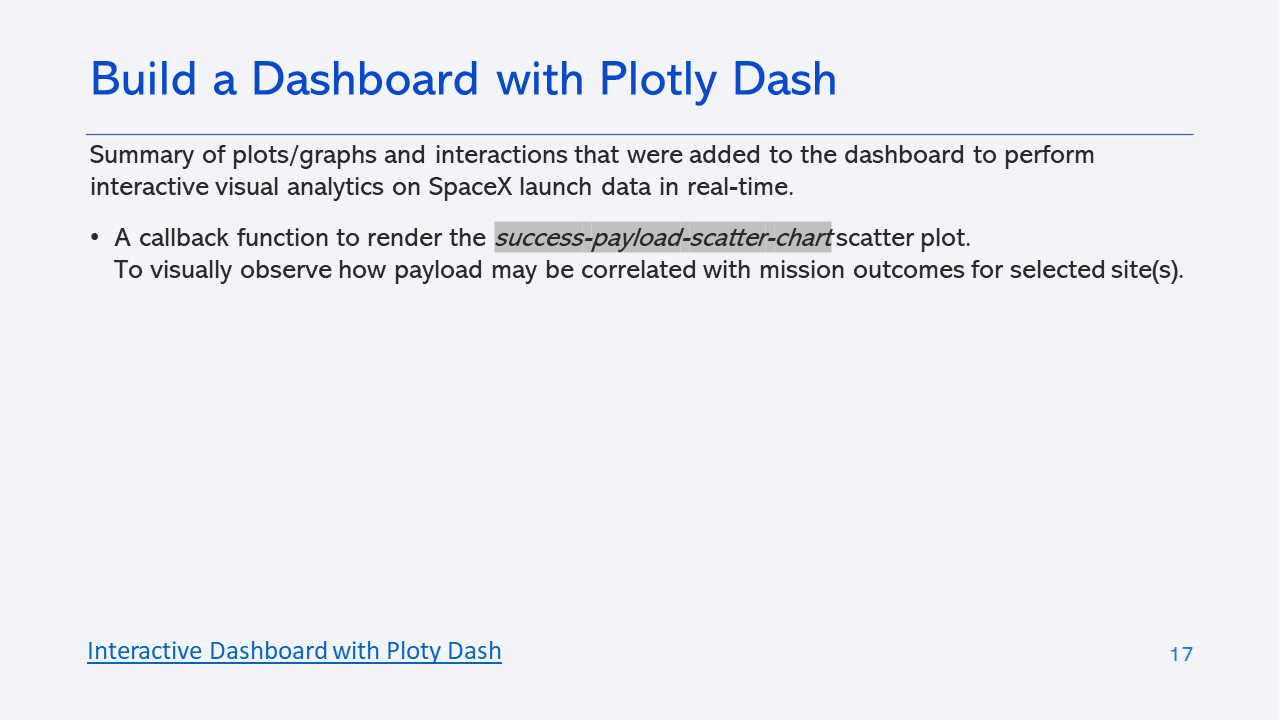 Build a Dashboard with Plotly Dash
Summary of plots/graphs and interactions that were added to the dashboard to perform
interactive visual analytics on SpaceX launch data in real-time.
• A callback function to render the success-payload-scatter-chart scatter plot.
To visually observe how payload may be correlated with mission outcomes for selected site(s).
Interactive Dashboard with Ploty Dash
17